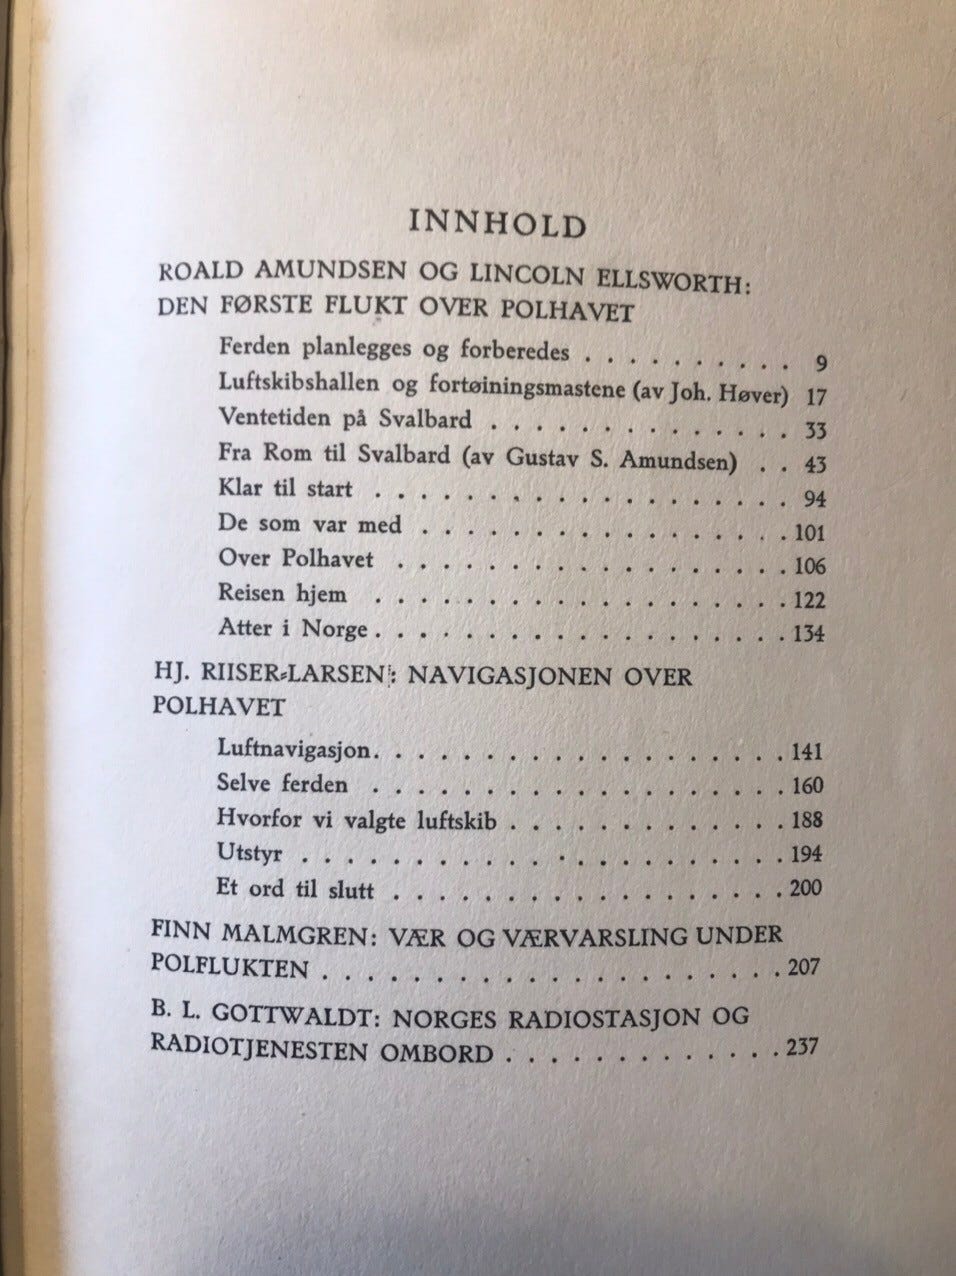 INNHOLD
ROALD AMUNDSEN OG LINCOLN ELLSWORTH:
DEN FØRSTE FLUKT OVER POLHAVET
Ferden planlegges og forberedes . . . . . . . . . . 9
Luftskibshallen og fortøiningsmastene (av Joh. Høver) 17
Ventetiden på Svalbard . . . . . . . . . . . . . . 33
Fra Rom til Svalbard (av Gustav S. Amundsen) . . 43
Klar til start . . . . . . . . . . . . . . . . . . 94
De som var med . . . . . . . . . . . . . . . . 101
Over Polhavet . . . . . . . . . . . . . . . . . 106
Reisen hjem . . . . . . . . . . . . . . . . . . 122
Atter i Norge . . . . . . . . . . . . . . . . . . 134
HJ. RIISER-LARSEN: NAVIGASJONEN OVER
POLHAVET
Luftnavigasjon. . . . . . . . . . . . . . . . . . 141
Selve ferden . . . . . . . . . . . . . . . . . . 160
Hvorfor vi valgte luftskib . . . . . . . . . . . . 188
Utstyr . . . . . . . . . . . . . . . . . . . . . 194
Et ord til slutt . . . . . . . . . . . . . . . . . 200
FINN MALMGREN: VÆR OG VÆRVARSLING UNDER
POLFLUKTEN . . . . . . . . . . . . . . . . . . . . 207
B. L. GOTTWALDT: NORGES RADIOSTASJON OG
RADIOTJENESTEN OMBORD . . . . . . . . . . . . 237